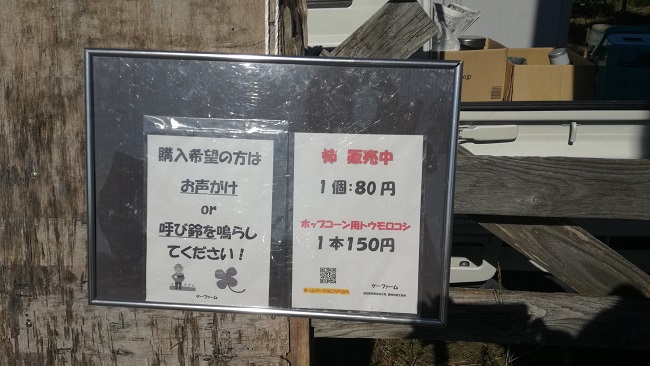 購入希望の方は
お声がけ
or
呼び鈴を鳴らし
てください!
ケーファーム
柿 販売中
1個:80円
ポップコーン用トウモロコシ
1本150円
ケーファーム